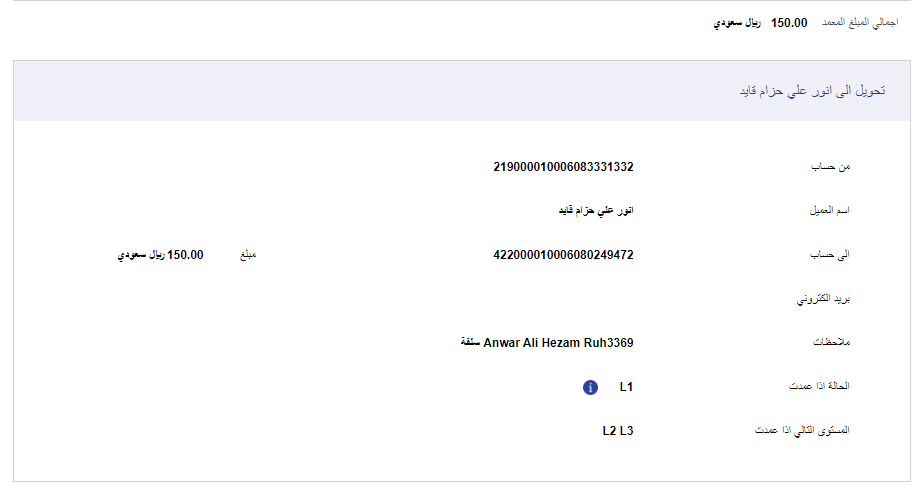 اجمالي المبلغ المعمد 150.00 ريال سعودي
تحويل الى انور علي حزام قايد
من حساب 219000010006083331332
اسم العميل انور علي حزام قايد
الى حساب 422000010006080249472 مبلغ 150.00 ريال سعودي
بريد الكتروني
ملاحظات Anwar Ali Hezam Ruh3369 سلفة
الحالة اذا عمدت L1
المستوى التالي اذا عمدت L2 L3